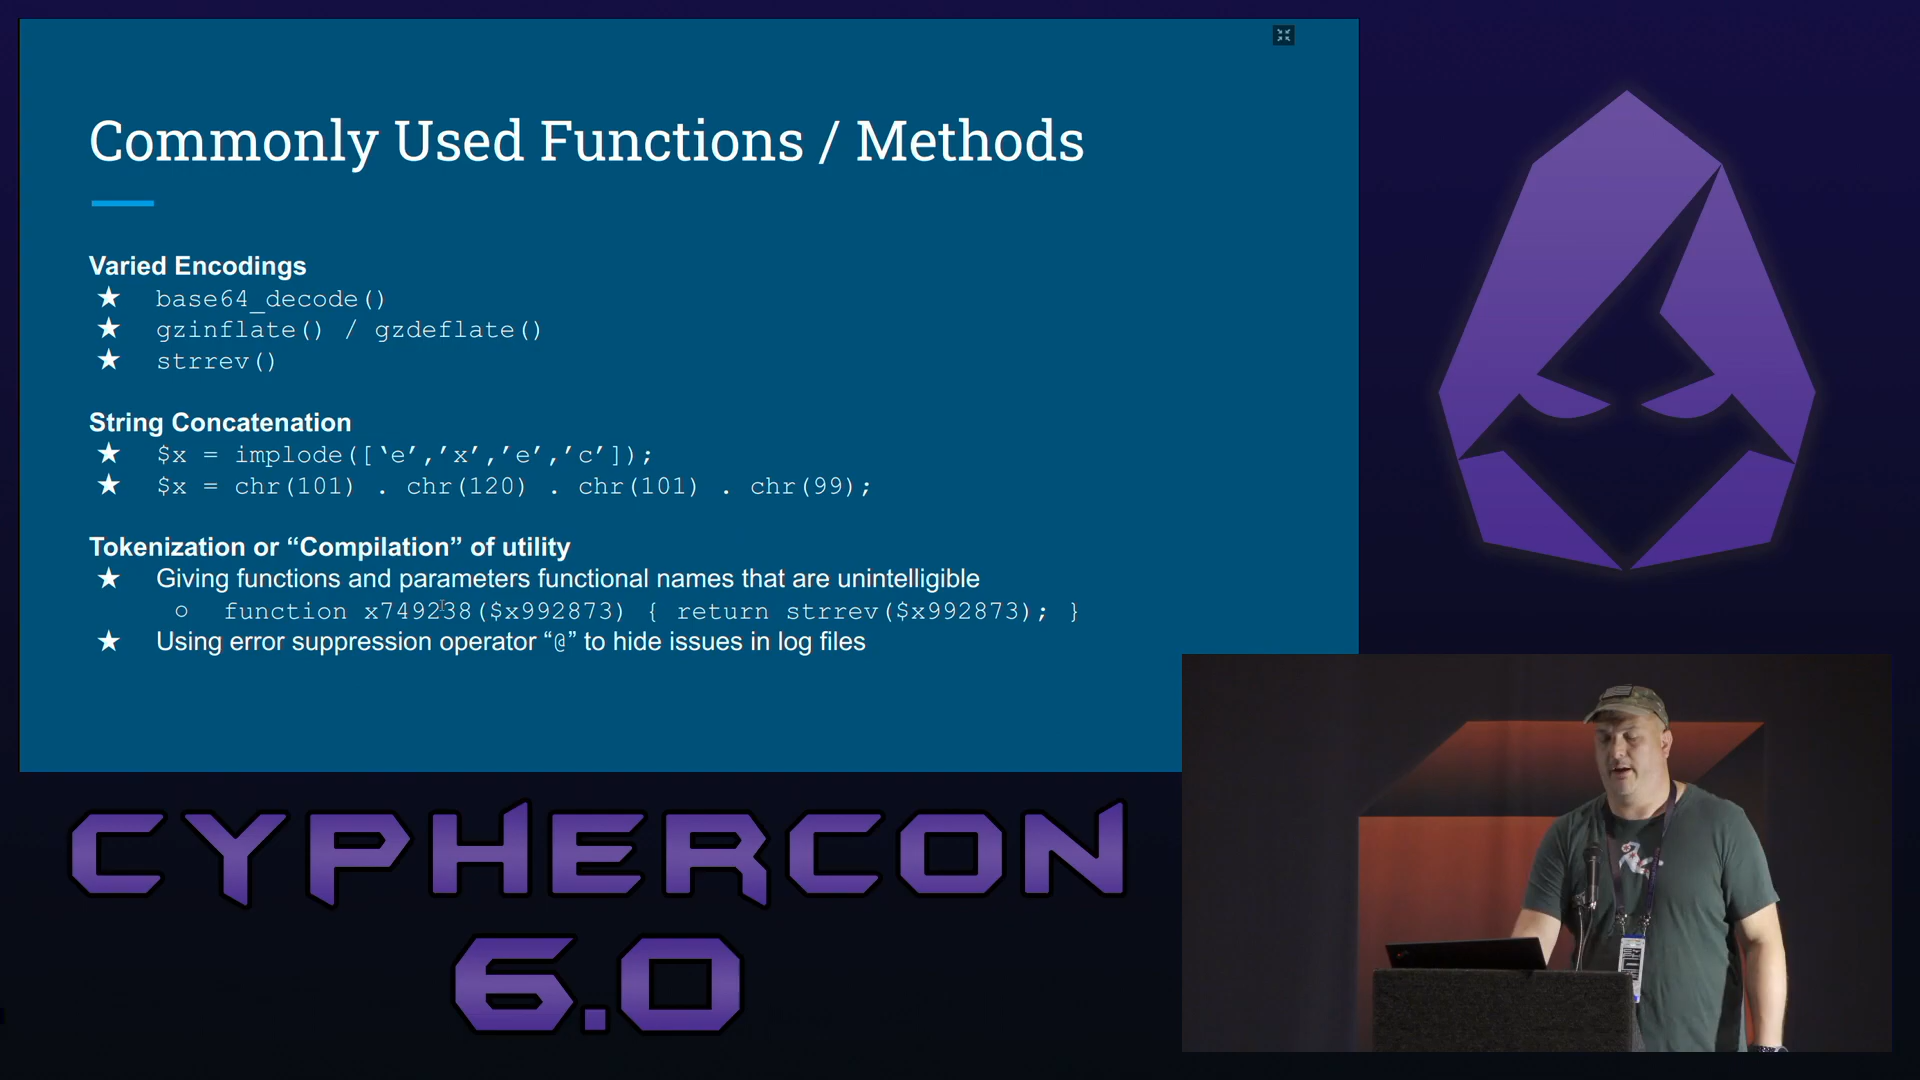 Commonly Used Functions / Methods
Varied Encodings
★ base64_decode()
★ gzinflate() / gzdeflate()
★ strrev()
String Concatenation
★ $x = implode([‘e’,’x’,’e’,’c’]);
★ $x = chr(101) . chr(120) . chr(101) . chr(99);
Tokenization or “Compilation” of utility
★ Giving functions and parameters functional names that are unintelligible
○ function x749238($x992873) { return strrev($x992873); }
★ Using error suppression operator “@” to hide issues in log files
CYPHERCON
6.0